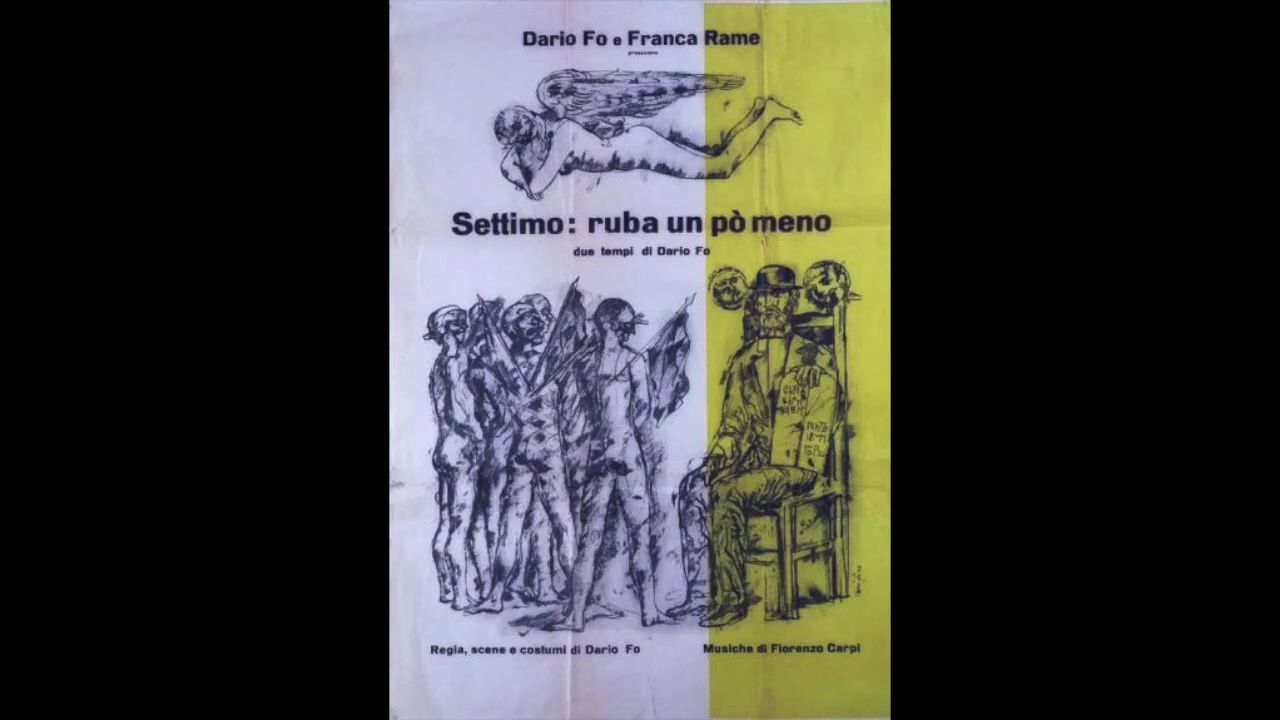 Dario Fo e Franca Rame
presentano
Settimo: ruba un pò meno
due tempi di Dario Fo
Regia, scene e costumi di Dario Fo
Musiche di Fiorenzo Carpi